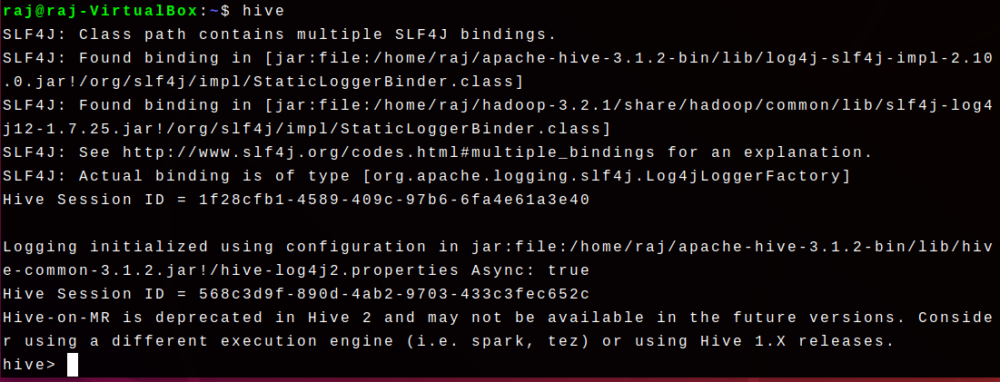 raj@raj-VirtualBox:~$ hive
SLF4J: Class path contains multiple SLF4J bindings.
SLF4J: Found binding in [jar:file:/home/raj/apache-hive-3.1.2-bin/lib/log4j-slf4j-impl-2.10
.0.jar!/org/slf4j/impl/StaticLoggerBinder.class]
SLF4J: Found binding in [jar:file:/home/raj/hadoop-3.2.1/share/hadoop/common/lib/slf4j-log4
j12-1.7.25.jar!/org/slf4j/impl/StaticLoggerBinder.class]
SLF4J: See http://www.slf4j.org/codes.html#multiple_bindings for an explanation.
SLF4J: Actual binding is of type [org.apache.logging.slf4j.Log4jLoggerFactory]
Hive Session ID = 1f28cfb1-4589-409c-97b6-6fa4e61a3e40
Logging initialized using configuration in jar:file:/home/raj/apache-hive-3.1.2-bin/lib/hiv
e-common-3.1.2.jar!/hive-log4j2.properties Async: true
Hive Session ID = 568c3d9f-890d-4ab2-9703-433c3fec652c
Hive-on-MR is deprecated in Hive 2 and may not be available in the future versions. Conside
r using a different execution engine (i.e. spark, tez) or using Hive 1.X releases.
hive>